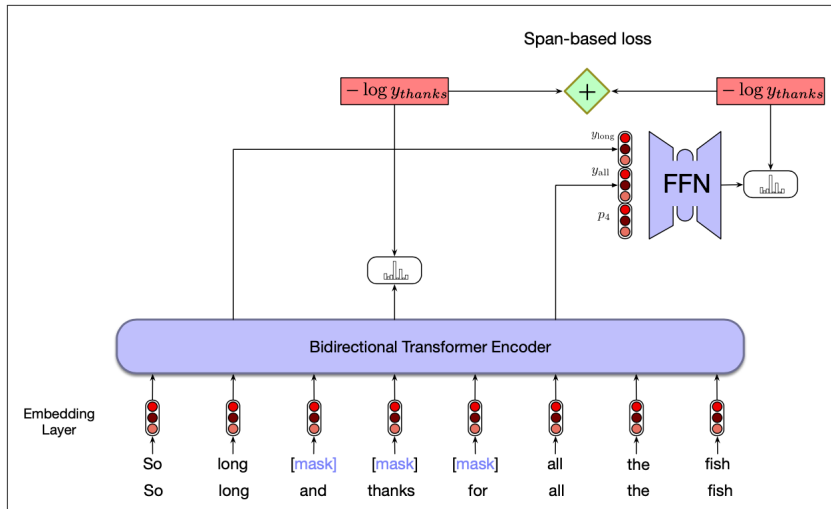 Span-based loss
− log y_thanks
+
− log y_thanks
y_long
y_all
p_4
FFN
Bidirectional Transformer Encoder
Embedding
Layer
So long [mask] [mask] [mask] all the fish
So long and thanks for all the fish